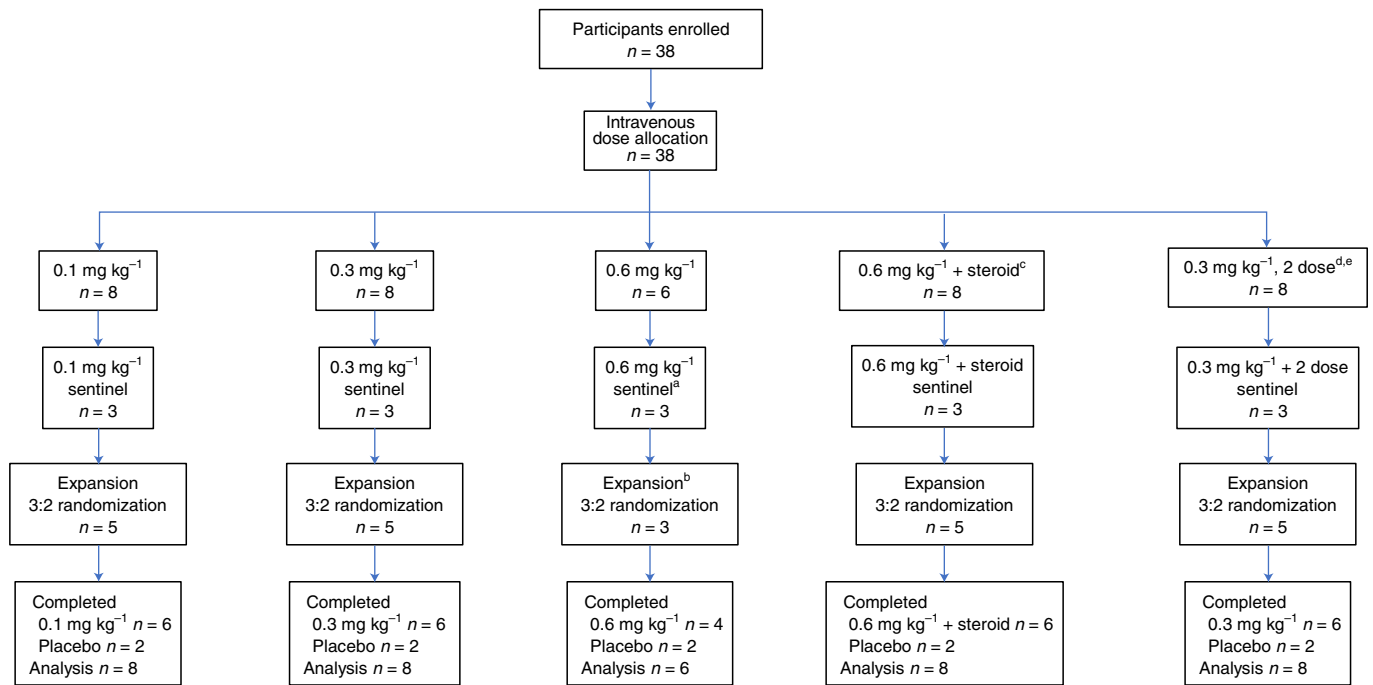 Participants enrolled
n = 38
Intravenous
dose allocation
n = 38
0.1 mg kg⁻¹
n = 8
0.3 mg kg⁻¹
n = 8
0.6 mg kg⁻¹
n = 6
0.6 mg kg⁻¹ + steroidᶜ
n = 8
0.3 mg kg⁻¹, 2 doseᵈ,ᵉ
n = 8
0.1 mg kg⁻¹
sentinel
n = 3
0.3 mg kg⁻¹
sentinel
n = 3
0.6 mg kg⁻¹
sentinelᵃ
n = 3
0.6 mg kg⁻¹ + steroid
sentinel
n = 3
0.3 mg kg⁻¹ + 2 dose
sentinel
n = 3
Expansion
3:2 randomization
n = 5
Expansion
3:2 randomization
n = 5
Expansionᵇ
3:2 randomization
n = 3
Expansion
3:2 randomization
n = 5
Expansion
3:2 randomization
n = 5
Completed
0.1 mg kg⁻¹ n = 6
Placebo n = 2
Analysis n = 8
Completed
0.3 mg kg⁻¹ n = 6
Placebo n = 2
Analysis n = 8
Completed
0.6 mg kg⁻¹ n = 4
Placebo n = 2
Analysis n = 6
Completed
0.6 mg kg⁻¹ + steroid n = 6
Placebo n = 2
Analysis n = 8
Completed
0.3 mg kg⁻¹ n = 6
Placebo n = 2
Analysis n = 8